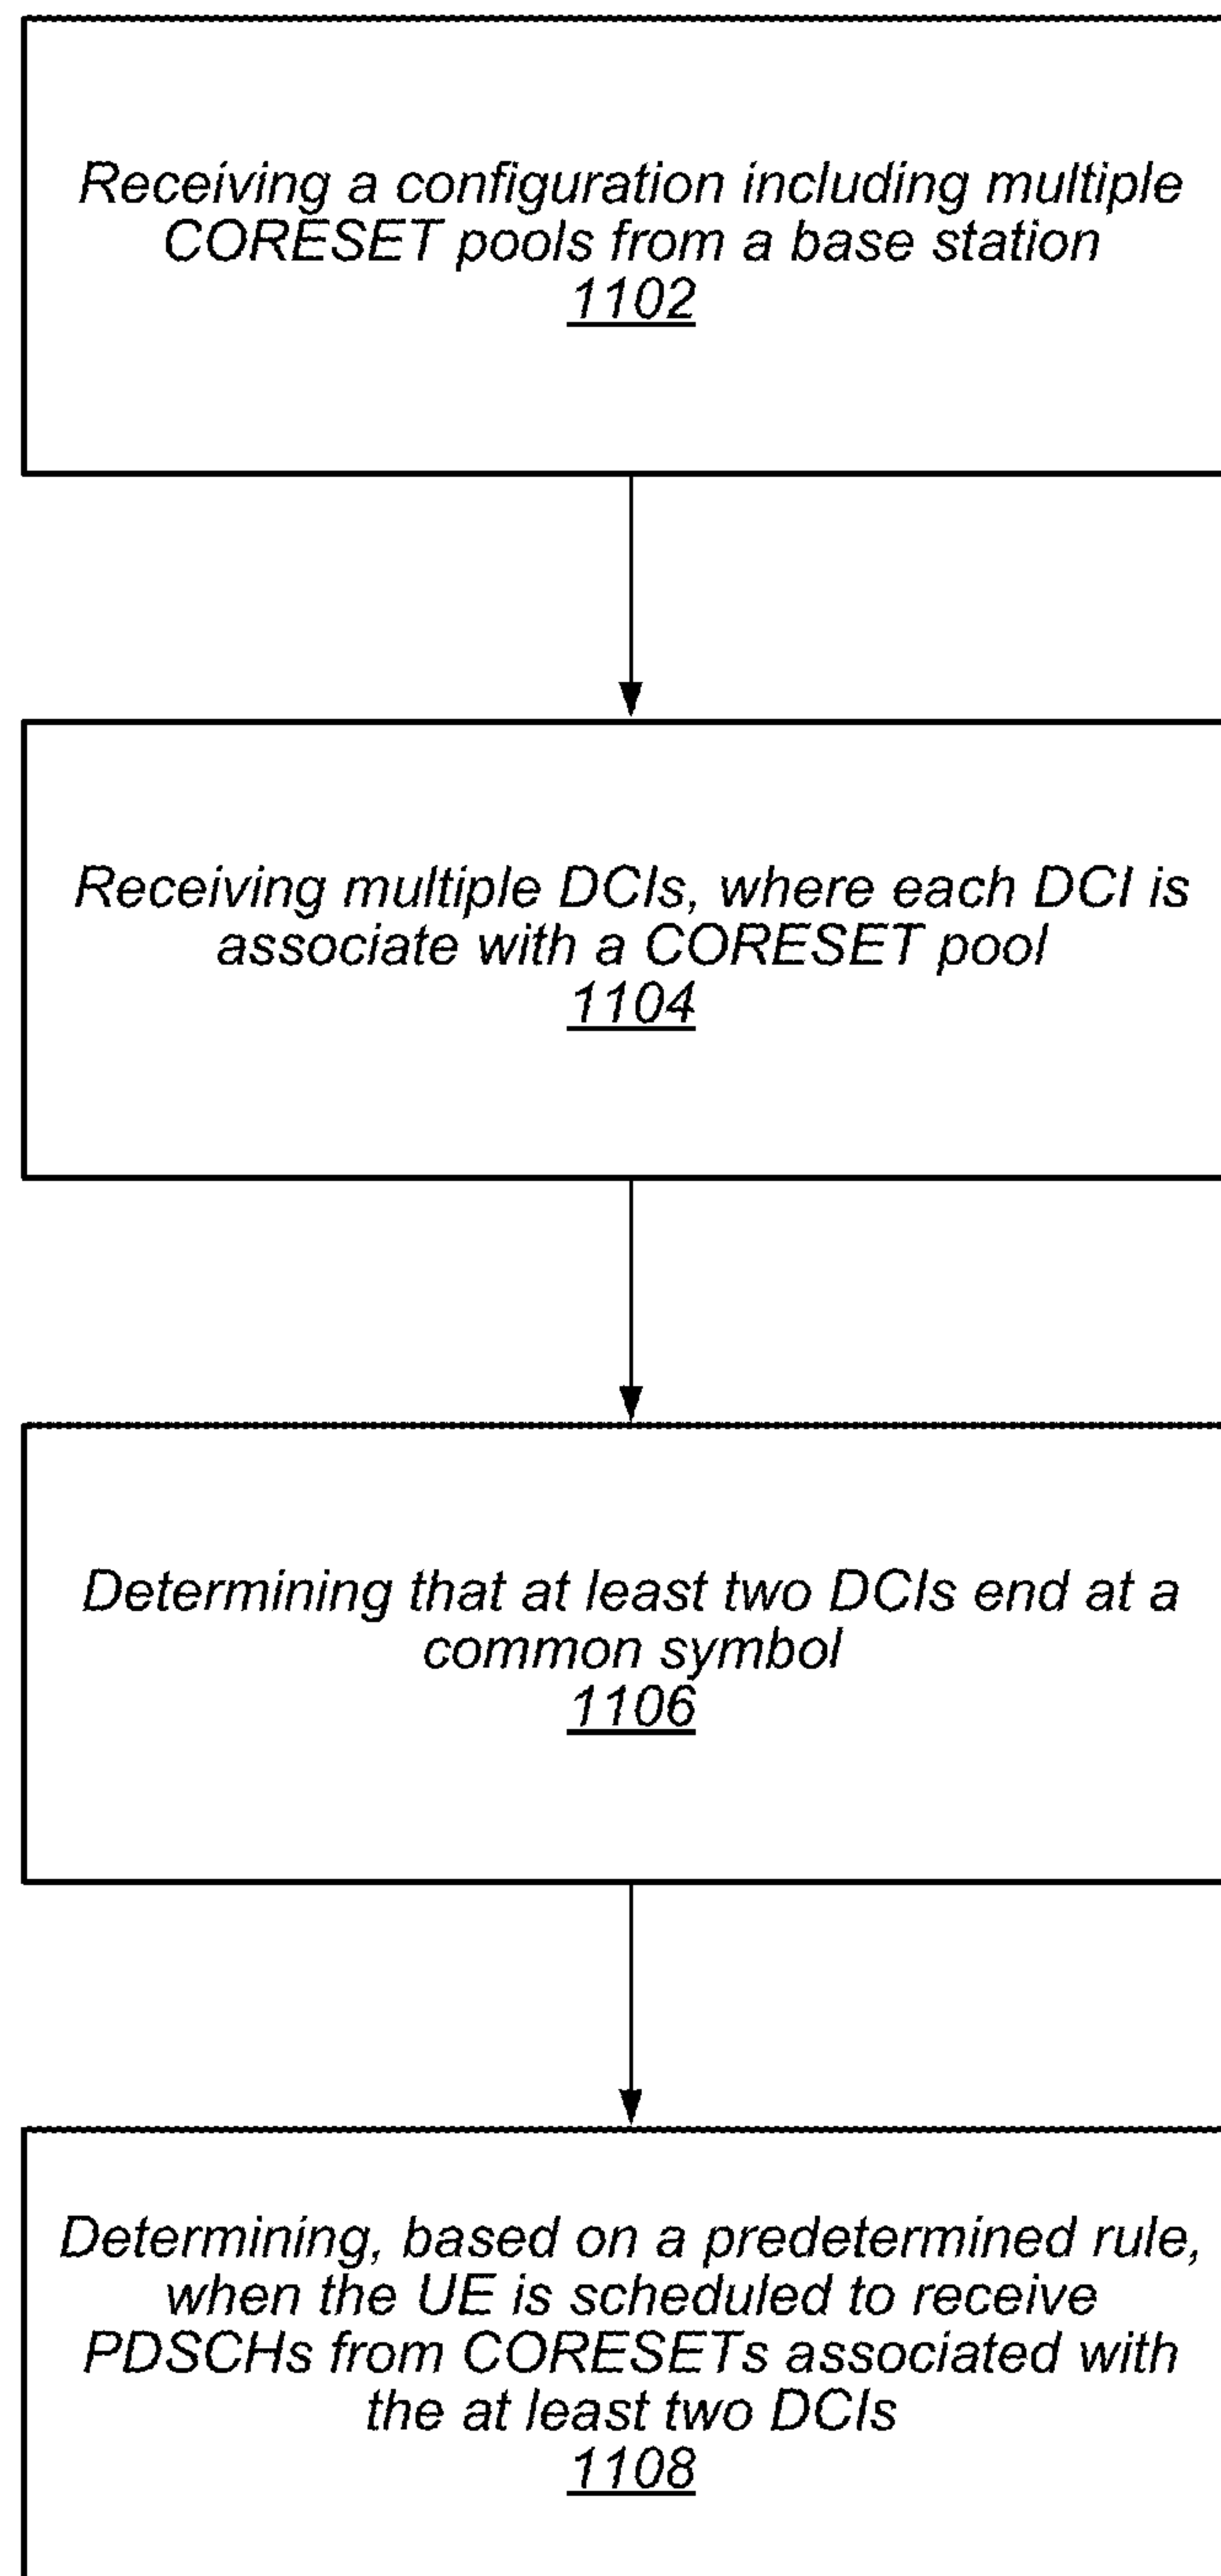 Receiving a configuration including multiple
CORESET pools from a base station
1102
Receiving multiple DCIs, where each DCI is
associate with a CORESET pool
1104
Determining that at least two DCIs end at a
common symbol
1106
Determining, based on a predetermined rule,
when the UE is scheduled to receive
PDSCHs from CORESETs associated with
the at least two DCIs
1108